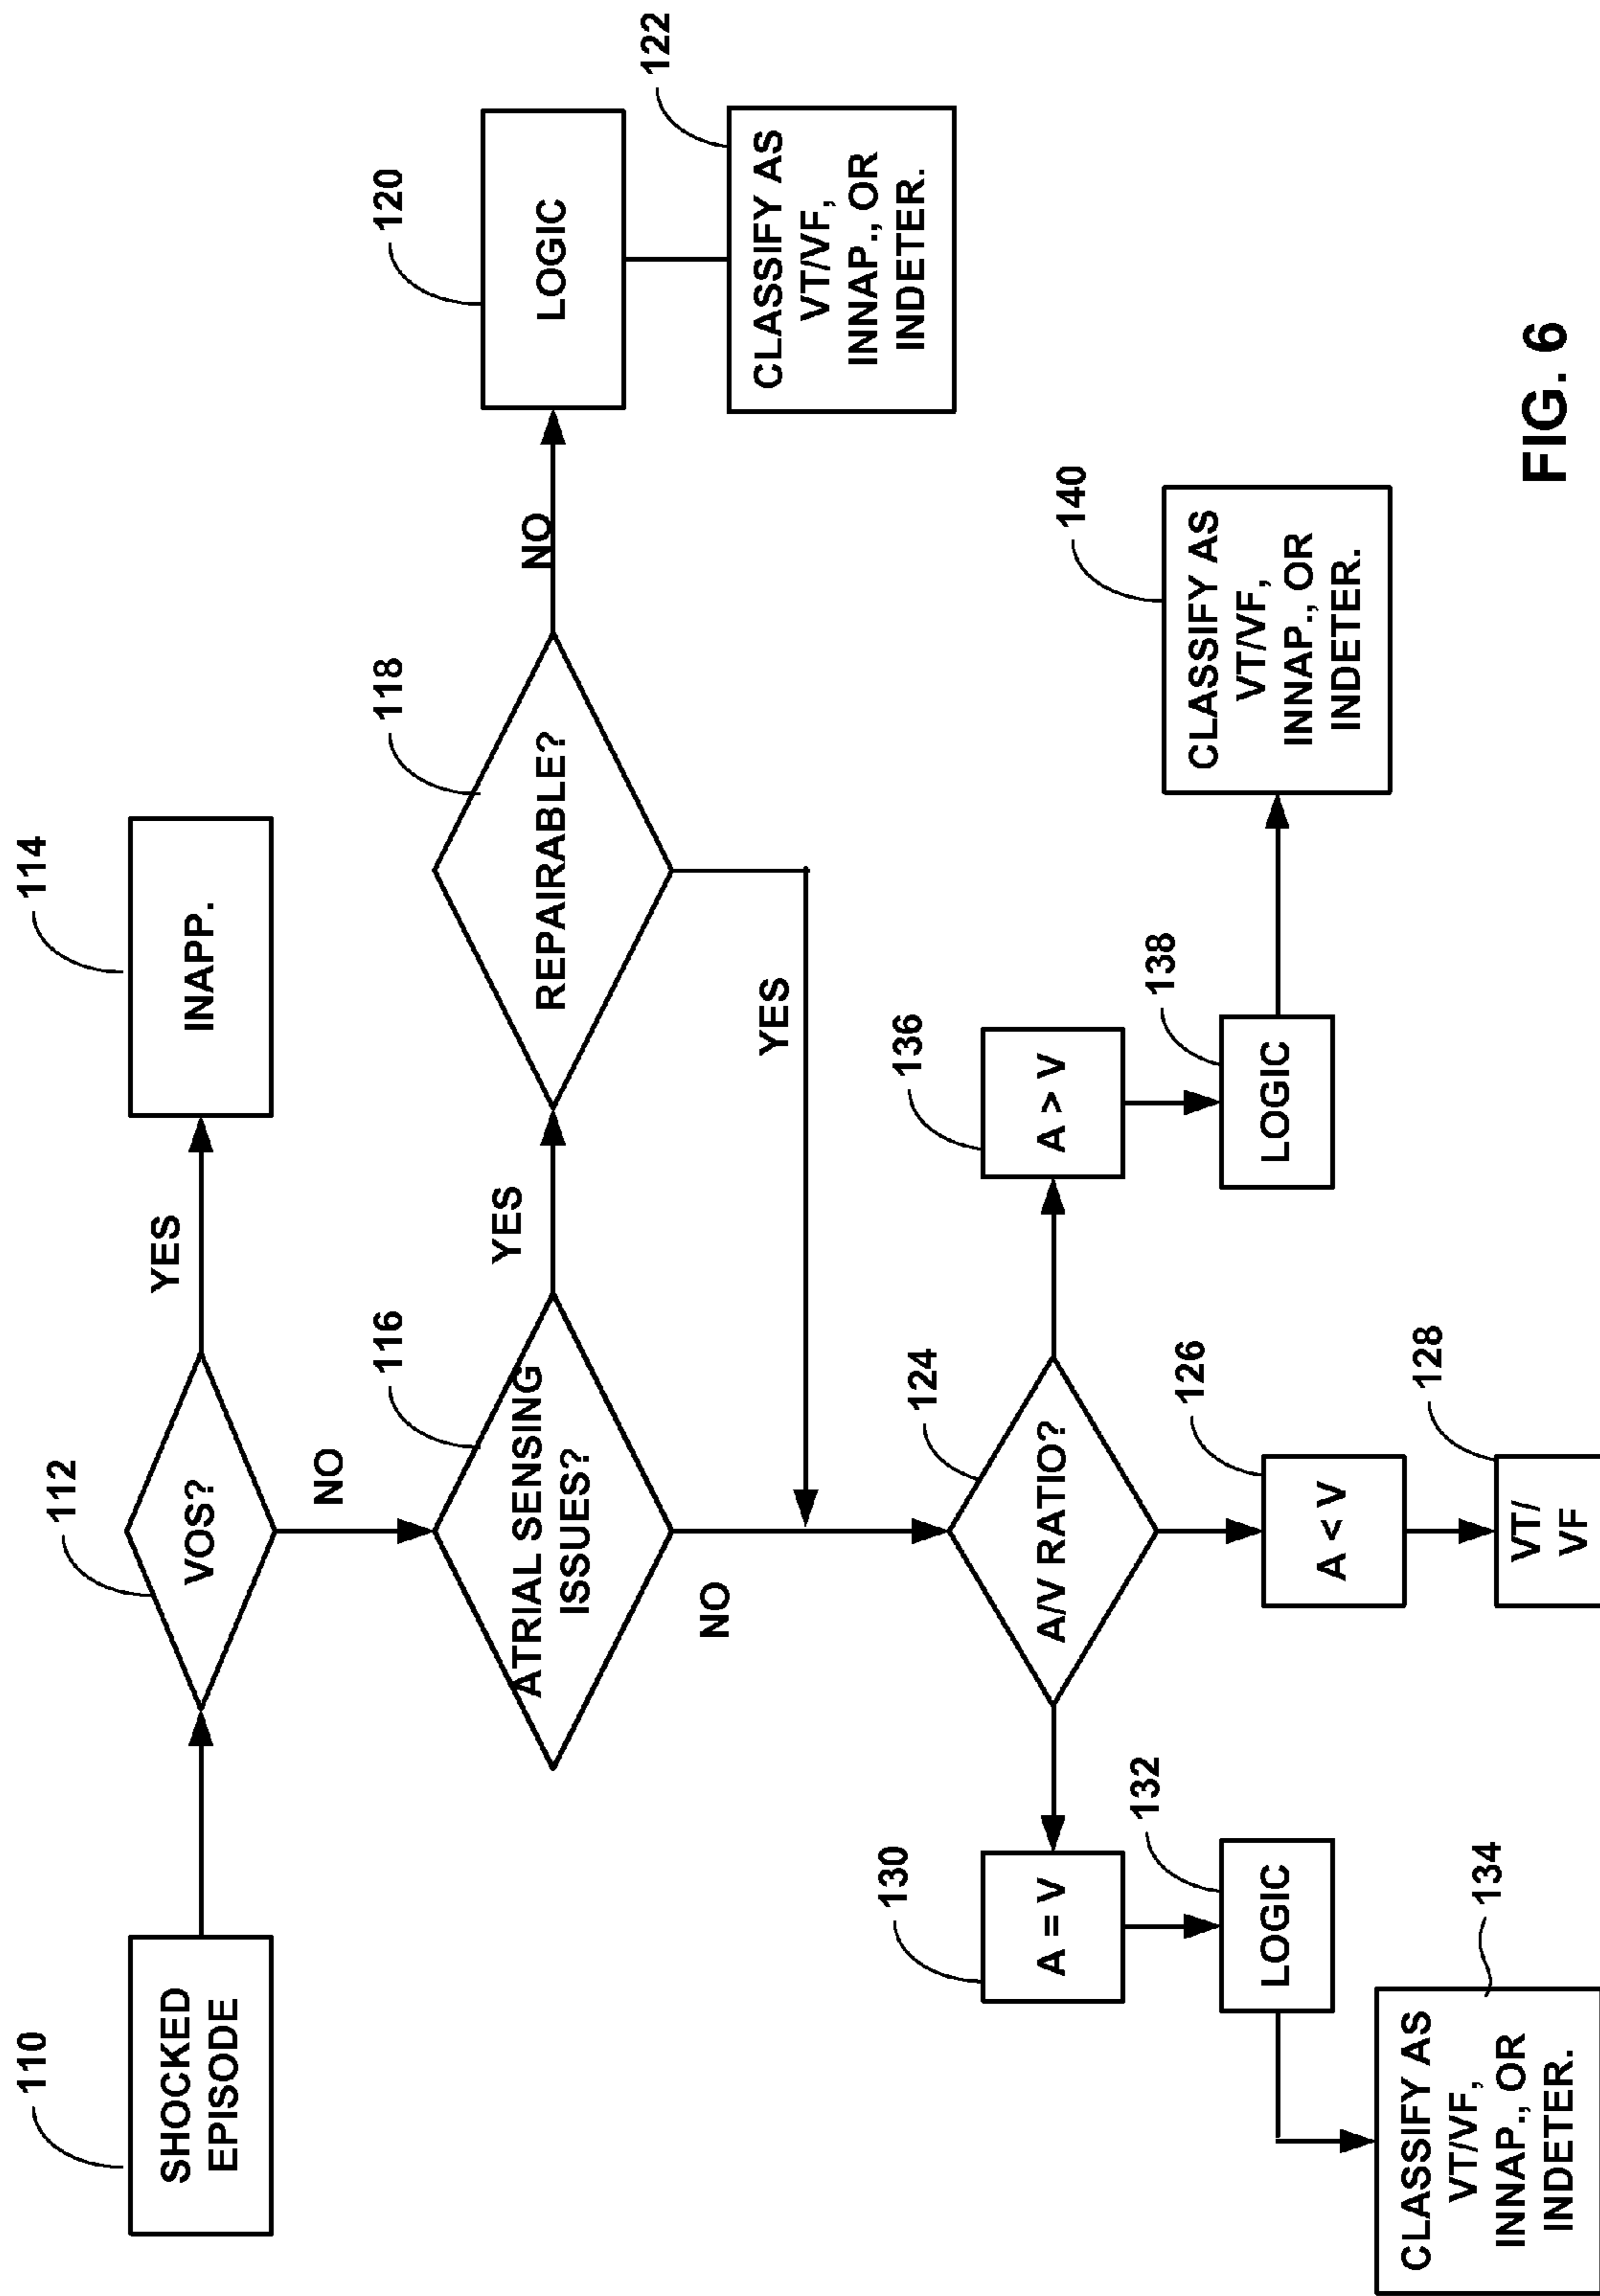 110
SHOCKED
EPISODE
112
VOS?
YES
114
INAPP.
NO
116
ATRIAL SENSING
ISSUES?
YES
118
REPAIRABLE?
NO
120
LOGIC
122
CLASSIFY AS
VT/VF,
INNAP., OR
INDETER.
YES
NO
124
A/V RATIO?
130
A = V
132
LOGIC
134
CLASSIFY AS
VT/VF,
INNAP., OR
INDETER.
126
A < V
128
VT/
VF
136
A > V
138
LOGIC
140
CLASSIFY AS
VT/VF,
INNAP., OR
INDETER.
FIG. 6